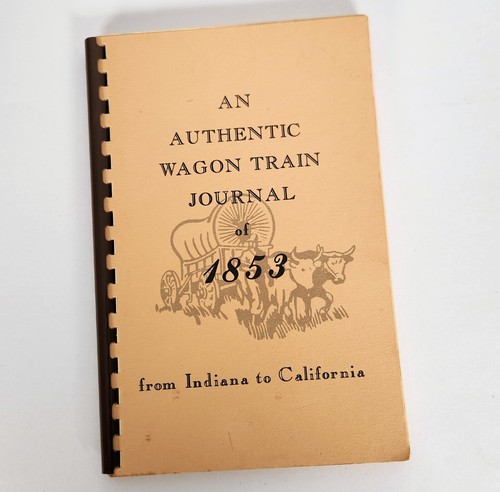 AN
AUTHENTIC
WAGON TRAIN
JOURNAL
of
1853
from Indiana to California